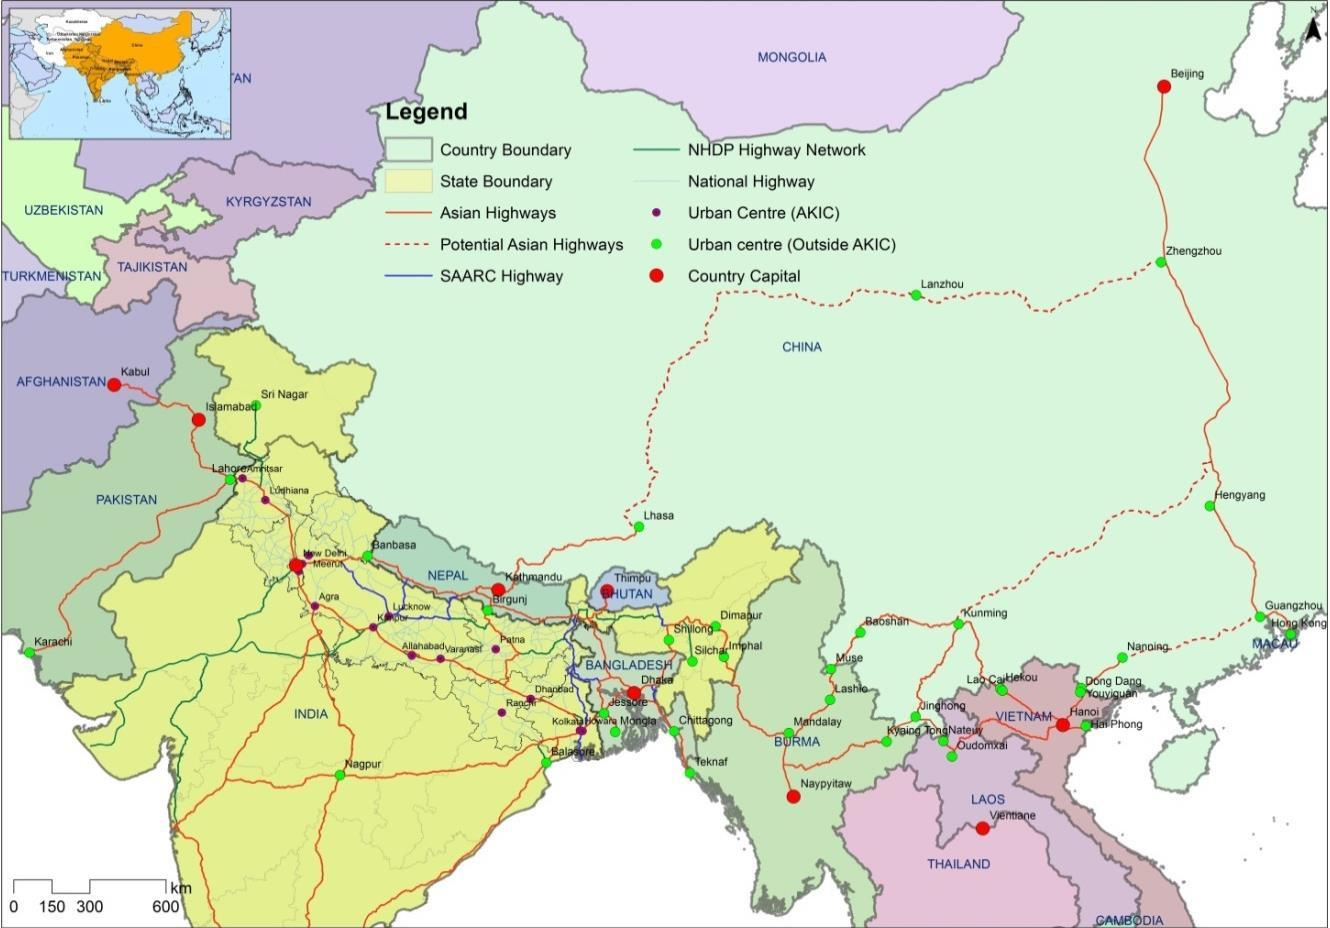 Kazakhstan
China
MONGOLIA
TAN
Beijing
Legend
Country Boundary
State Boundary
Asian Highways
Potential Asian Highways
SAARC Highway
NHDP Highway Network
National Highway
Urban Centre (AKIC)
Urban centre (Outside AKIC)
Country Capital
UZBEKISTAN
KYRGYZSTAN
TURKMENISTAN
TAJIKISTAN
Zhengzhou
Lanzhou
CHINA
AFGHANISTAN
Kabul
Islamabad
Sri Nagar
Lahore
Amritsar
Ludhiana
PAKISTAN
Hengyang
Lhasa
New Delhi
Meerut
Banbasa
NEPAL
Kathmandu
Birgunj
Thimpu
BHUTAN
Agra
Lucknow
Dimapur
Shillong
Baoshan
Kunming
Guangzhou
Hong Kong
MACAU
Karachi
Allahabad
Varanasi
Patna
Silchar
Imphal
Nanning
BANGLADESH
Muse
Dhaka
Lashio
Lao Cai
Hekou
Dong Dang
Youyiguan
Dhanbad
Ranchi
Jessore
Kolkata
Howara
Mongla
Chittagong
INDIA
Mandalay
BURMA
Jinghong
VIETNAM
Hanoi
Hai Phong
Kyaing Tong
Nateuy
Oudomxai
Balasore
Nagpur
Teknaf
Naypyitaw
LAOS
Vientiane
THAILAND
CAMBODIA
km
0 150 300 600